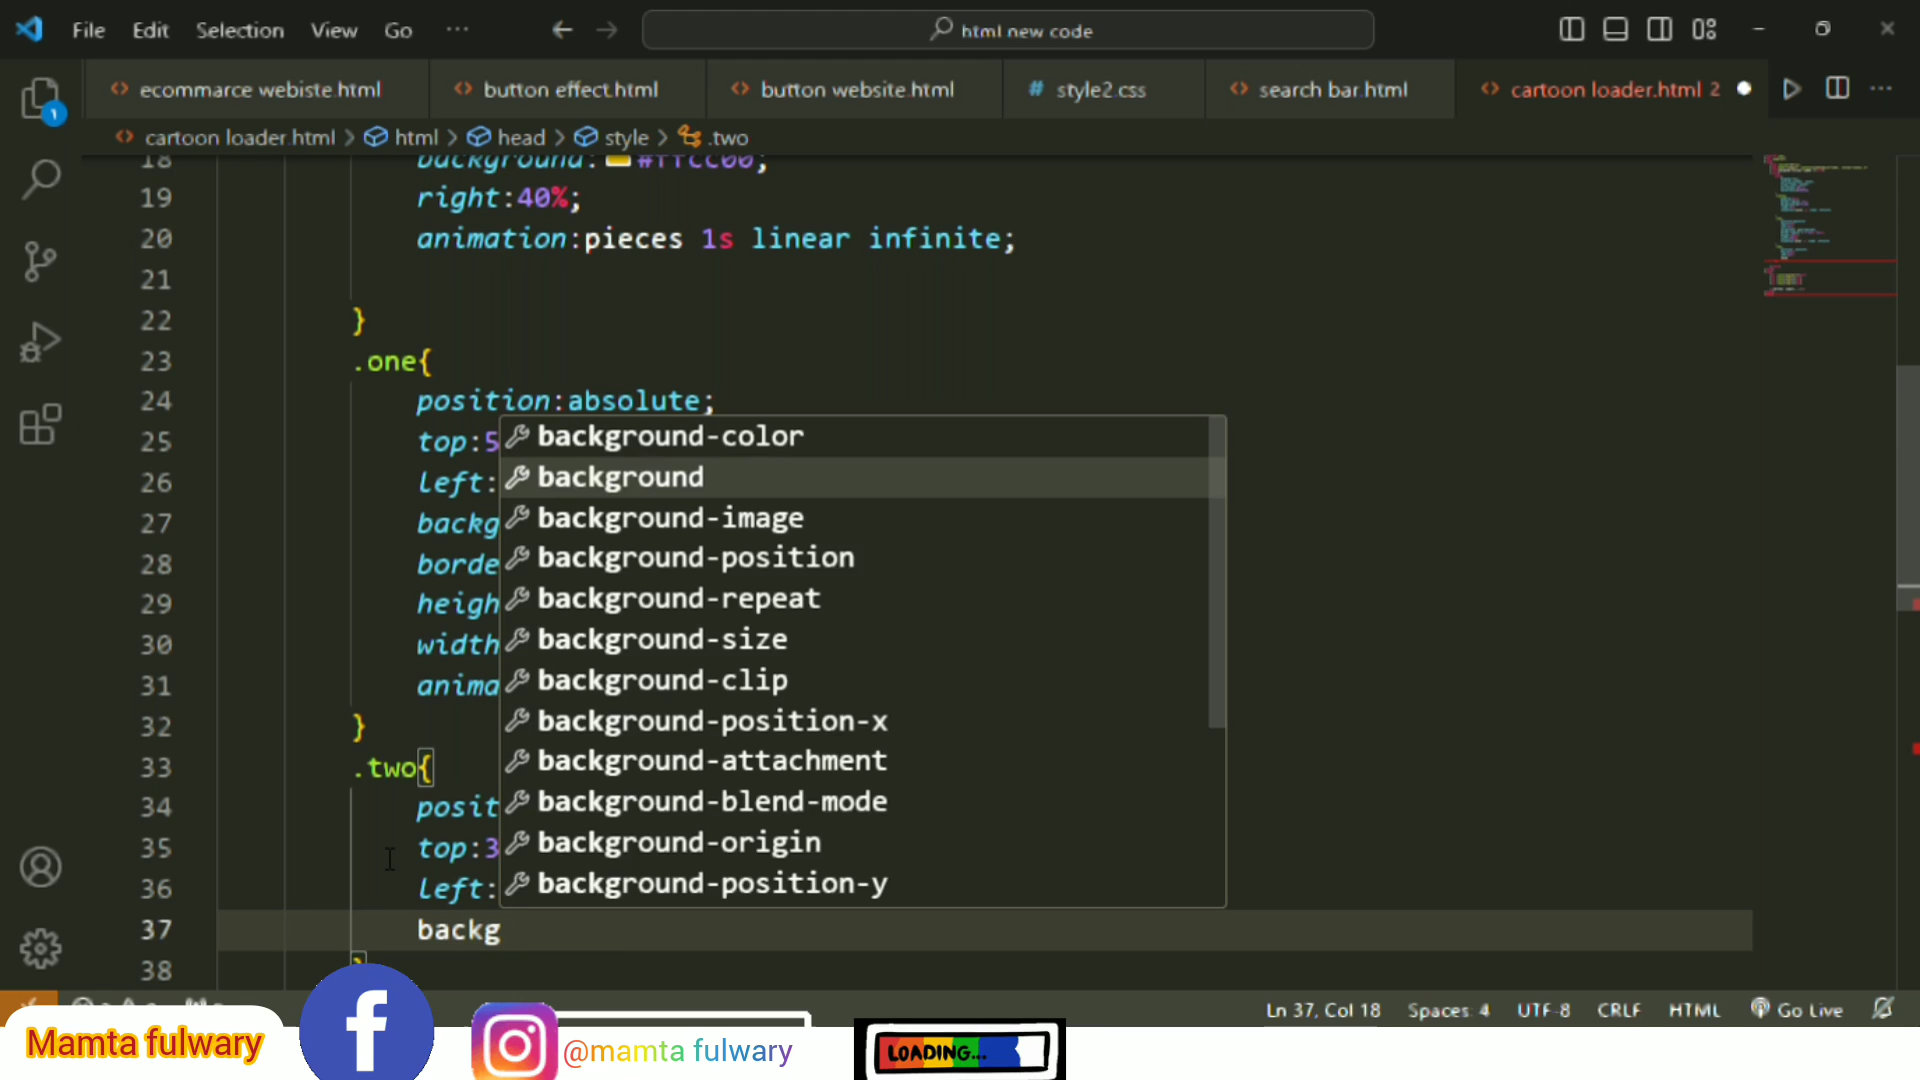 File Edit Selection View Go ··· html new code
ecommarce webiste.html button effect.html button website.html # style2.css search bar.html cartoon loader.html 2
cartoon loader.html > html > head > style > .two
18 background: #ffcc00;
19 right:40%;
20 animation:pieces 1s linear infinite;
21
22 }
23 .one{
24 position:absolute;
25 top:5
26 left:
27 backg
28 borde
29 heigh
30 width
31 anima
32 }
33 .two{
34 posit
35 top:3
36 left:
37 backg
38 }
background-color
background
background-image
background-position
background-repeat
background-size
background-clip
background-position-x
background-attachment
background-blend-mode
background-origin
background-position-y
1
Ln 37, Col 18 Spaces: 4 UTF-8 CRLF HTML Go Live
Mamta fulwary f @mamta fulwary LOADING...